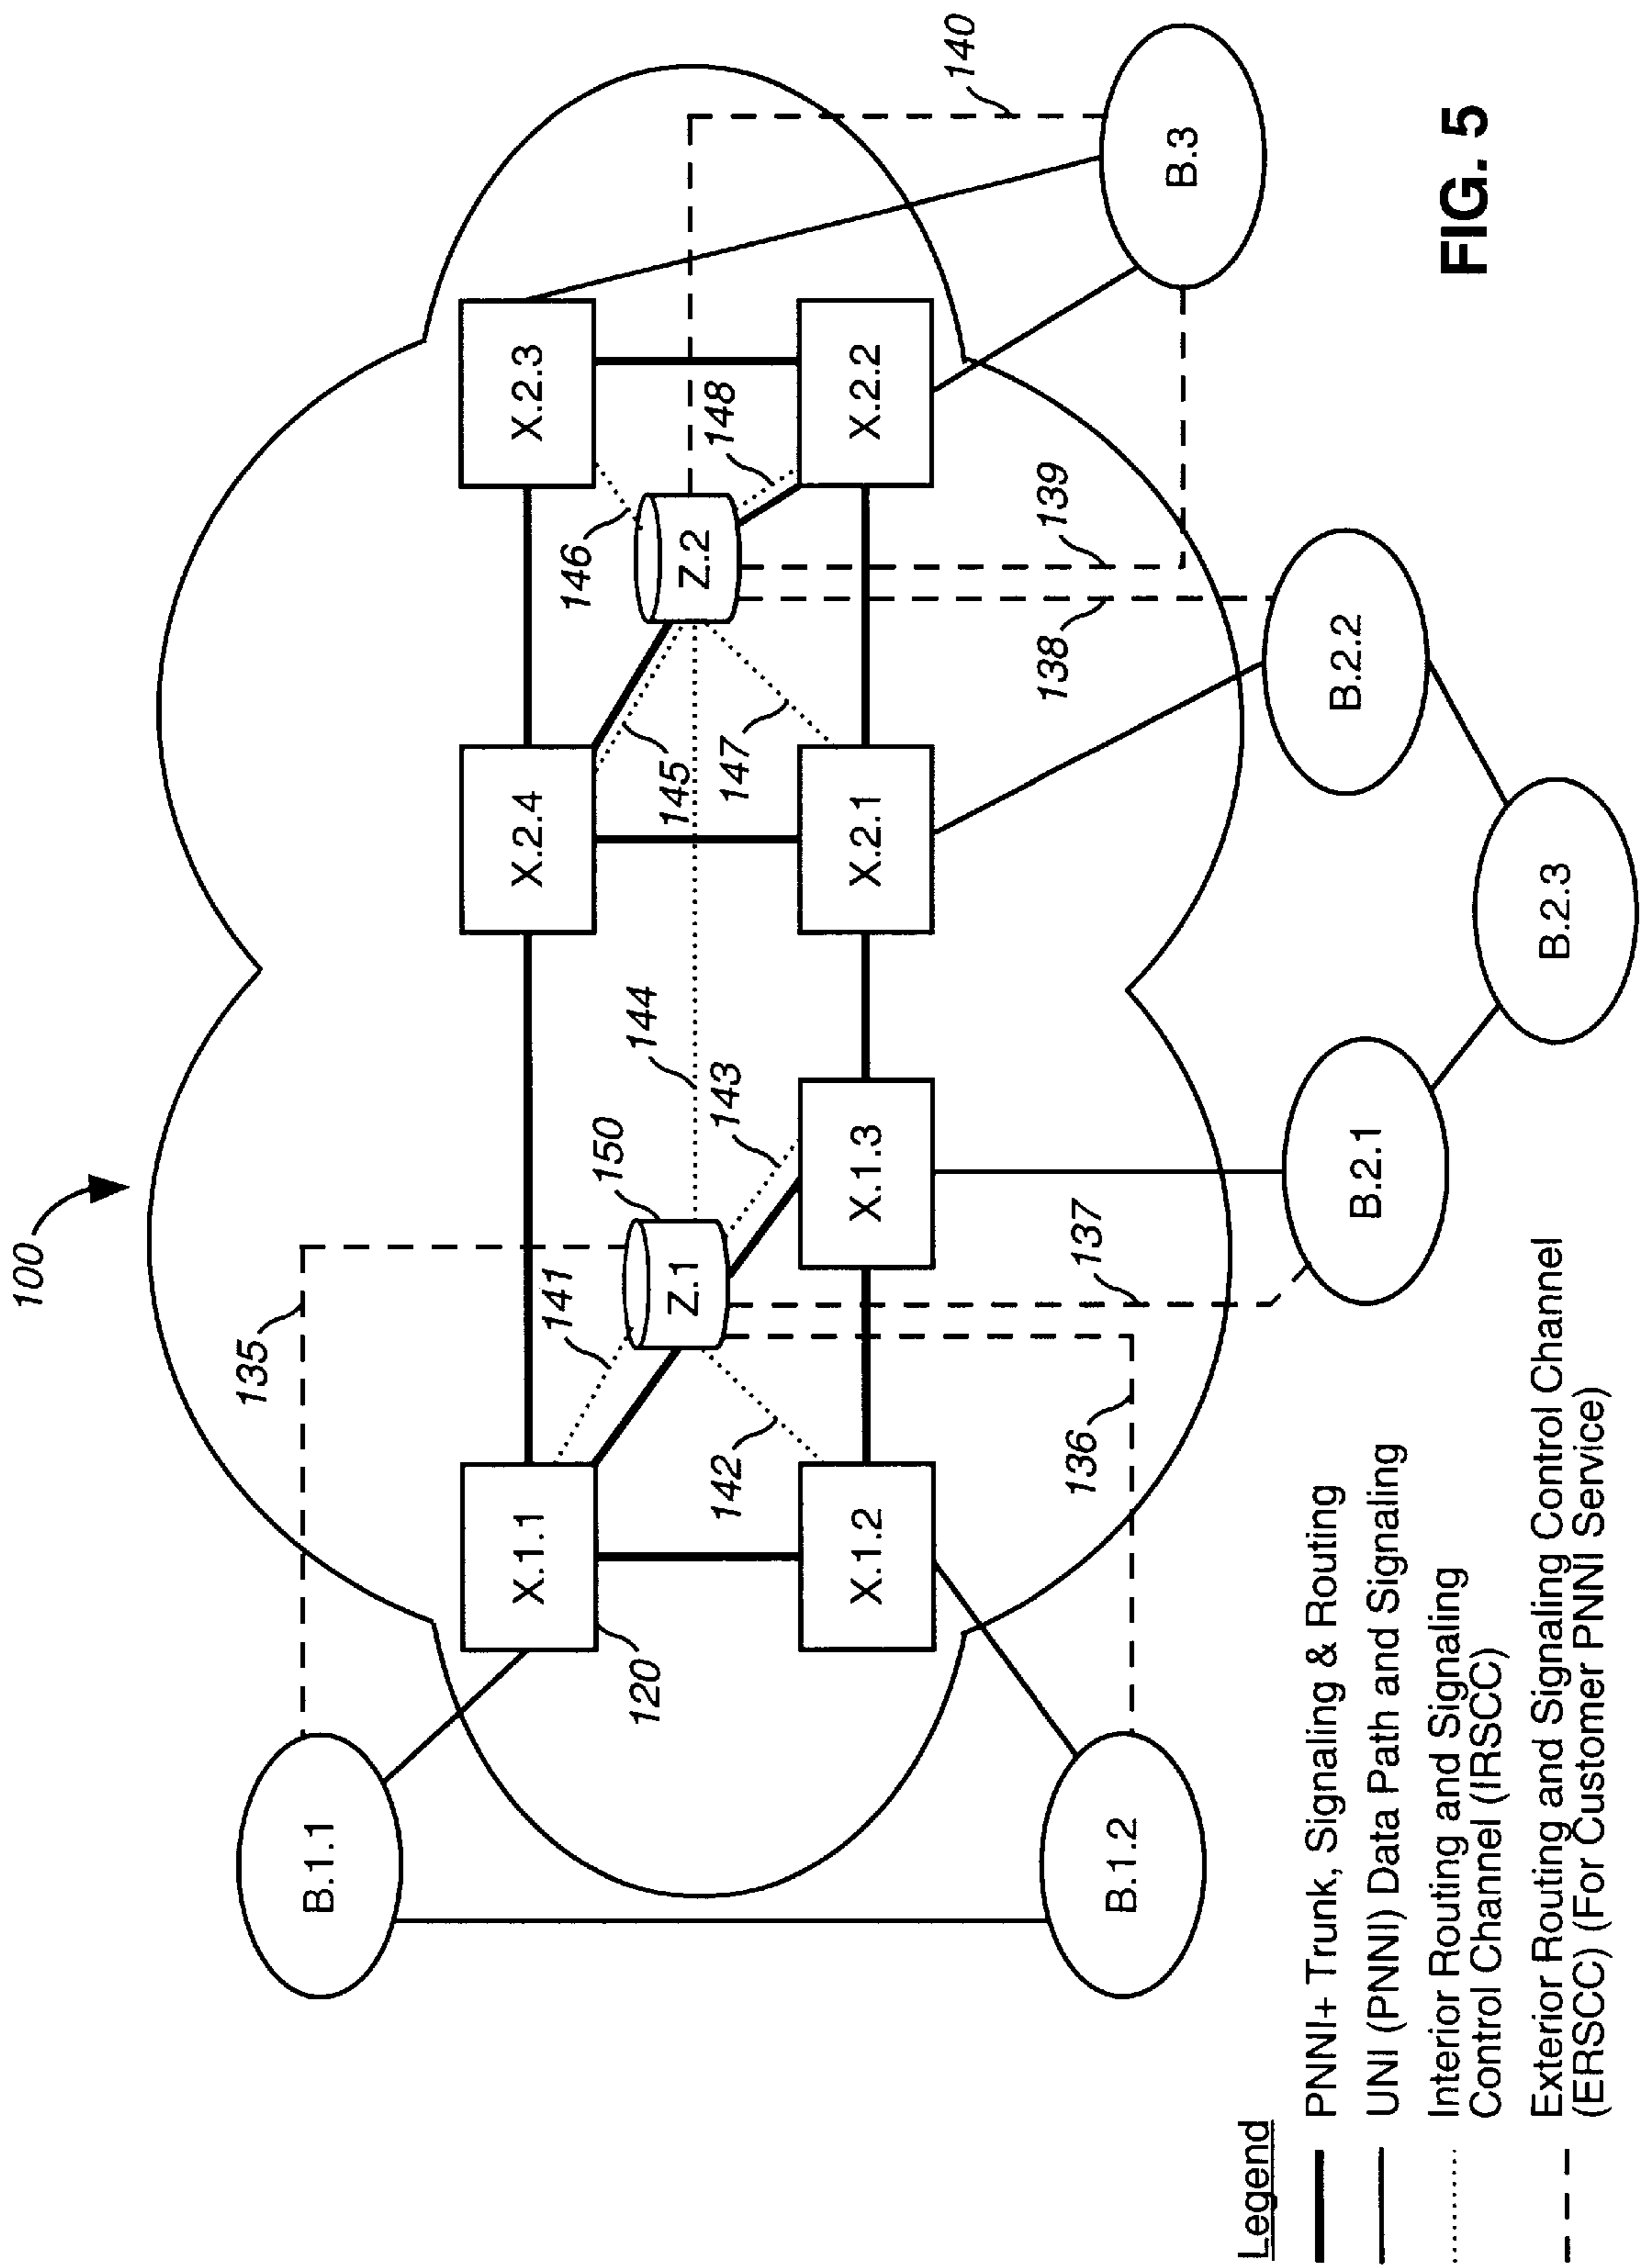 100
135
B.1.1
X.1.1
120
141
150
Z.1
142
143
144
X.1.2
X.1.3
B.1.2
136
137
X.2.4
X.2.3
145
146
Z.2
147
148
X.2.1
X.2.2
138
139
140
B.2.1
B.2.2
B.2.3
B.3
Legend
PNNI+ Trunk, Signaling & Routing
UNI (PNNI) Data Path and Signaling
Interior Routing and Signaling
Control Channel (IRSCC)
Exterior Routing and Signaling Control Channel
(ERSCC) (For Customer PNNI Service)
FIG. 5